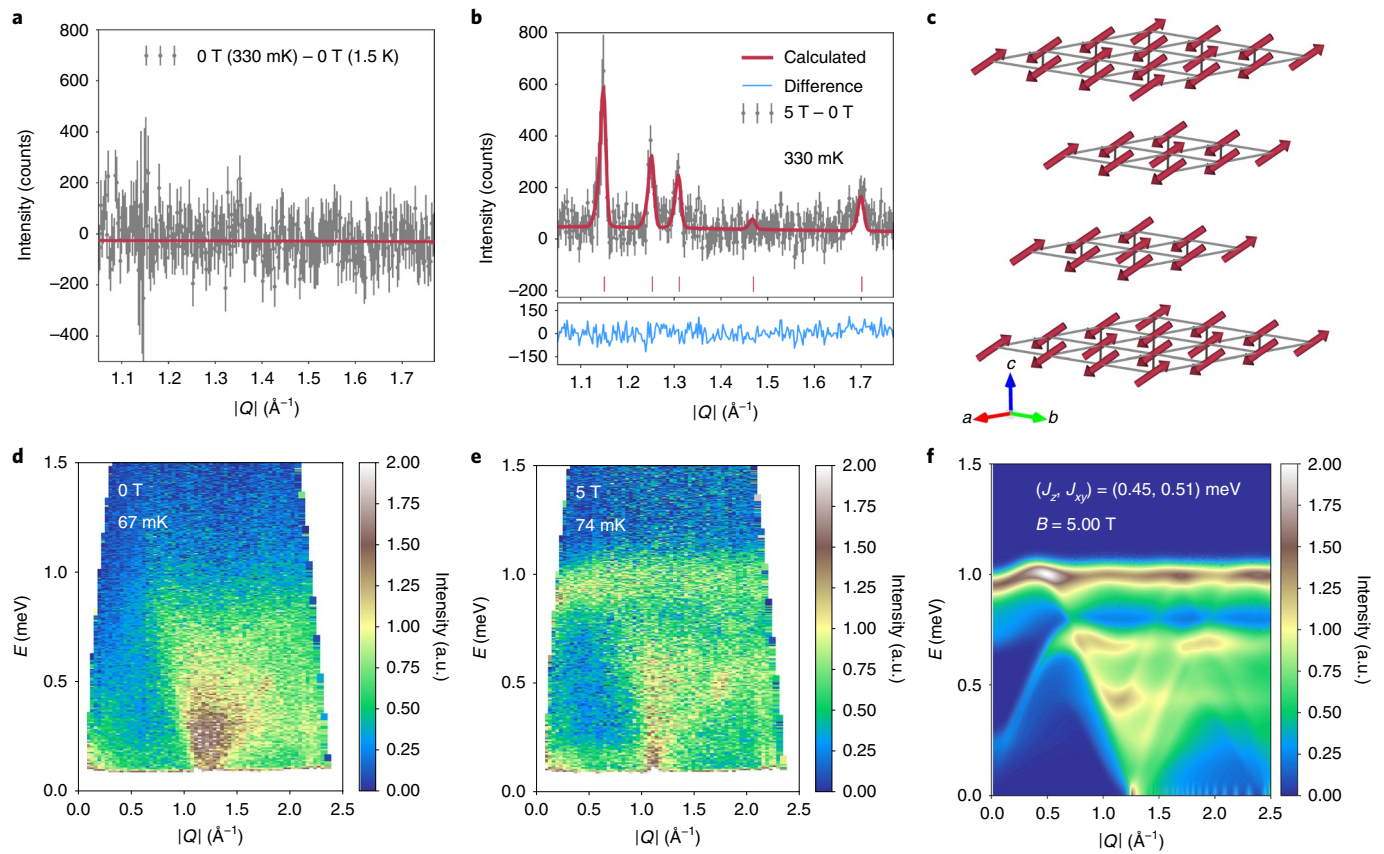 a
800
600
400
200
0
–200
–400
Intensity (counts)
0 T (330 mK) – 0 T (1.5 K)
1.1 1.2 1.3 1.4 1.5 1.6 1.7
|Q| (Å⁻¹)
b
800
600
400
200
0
–200
150
0
–150
Intensity (counts)
Calculated
Difference
5 T – 0 T
330 mK
1.1 1.2 1.3 1.4 1.5 1.6 1.7
|Q| (Å⁻¹)
c
c
a
b
d
1.5
1.0
0.5
0.0
E (meV)
0 T
67 mK
0.0 0.5 1.0 1.5 2.0 2.5
|Q| (Å⁻¹)
2.00
1.75
1.50
1.25
1.00
0.75
0.50
0.25
0.00
Intensity (a.u.)
e
1.5
1.0
0.5
0.0
E (meV)
5 T
74 mK
0.0 0.5 1.0 1.5 2.0 2.5
|Q| (Å⁻¹)
2.00
1.75
1.50
1.25
1.00
0.75
0.50
0.25
0.00
Intensity (a.u.)
f
1.5
1.0
0.5
0.0
E (meV)
(Jz, Jxy) = (0.45, 0.51) meV
B = 5.00 T
0.0 0.5 1.0 1.5 2.0 2.5
|Q| (Å⁻¹)
2.00
1.75
1.50
1.25
1.00
0.75
0.50
0.25
0.00
Intensity (a.u.)